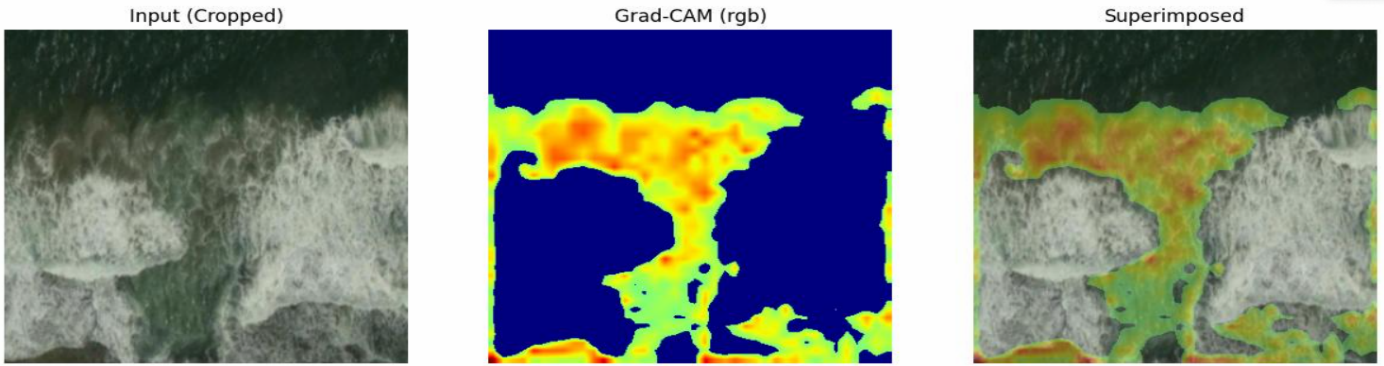 Input (Cropped)
Grad-CAM (rgb)
Superimposed